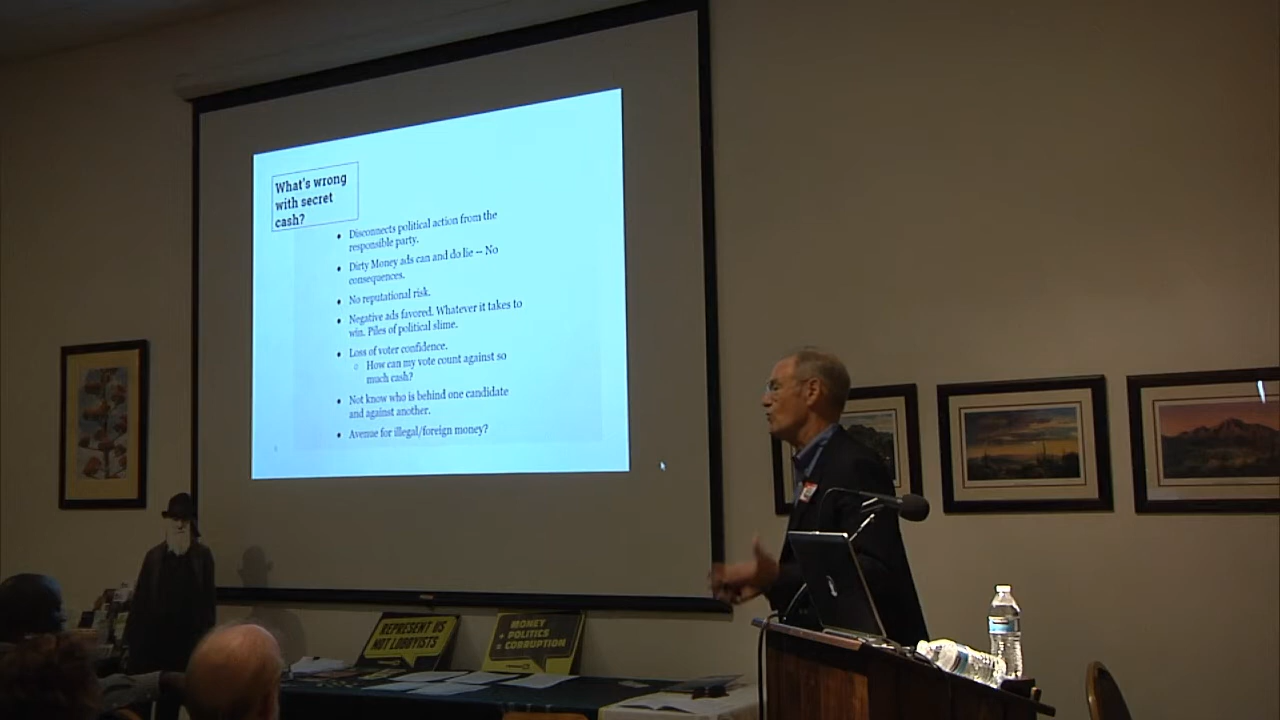 What's wrong
with secret
cash?
• Disconnects political action from the
responsible party.
• Dirty Money ads can and do lie -- No
consequences.
• No reputational risk.
• Negative ads favored. Whatever it takes to
win. Piles of political slime.
• Loss of voter confidence.
○ How can my vote count against so
much cash?
• Not know who is behind one candidate
and against another.
• Avenue for illegal/foreign money?
REPRESENT US
NOT LOBBYISTS
MONEY
+ POLITICS
= CORRUPTION